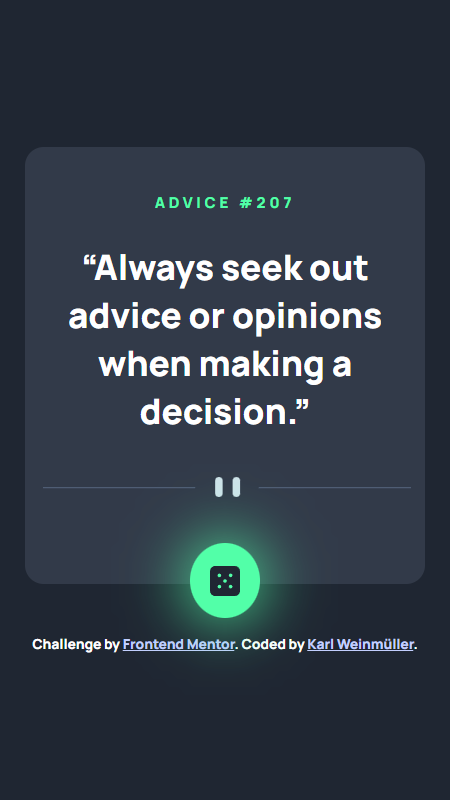 ADVICE #207
“Always seek out
advice or opinions
when making a
decision.”
Challenge by Frontend Mentor. Coded by Karl Weinmüller.